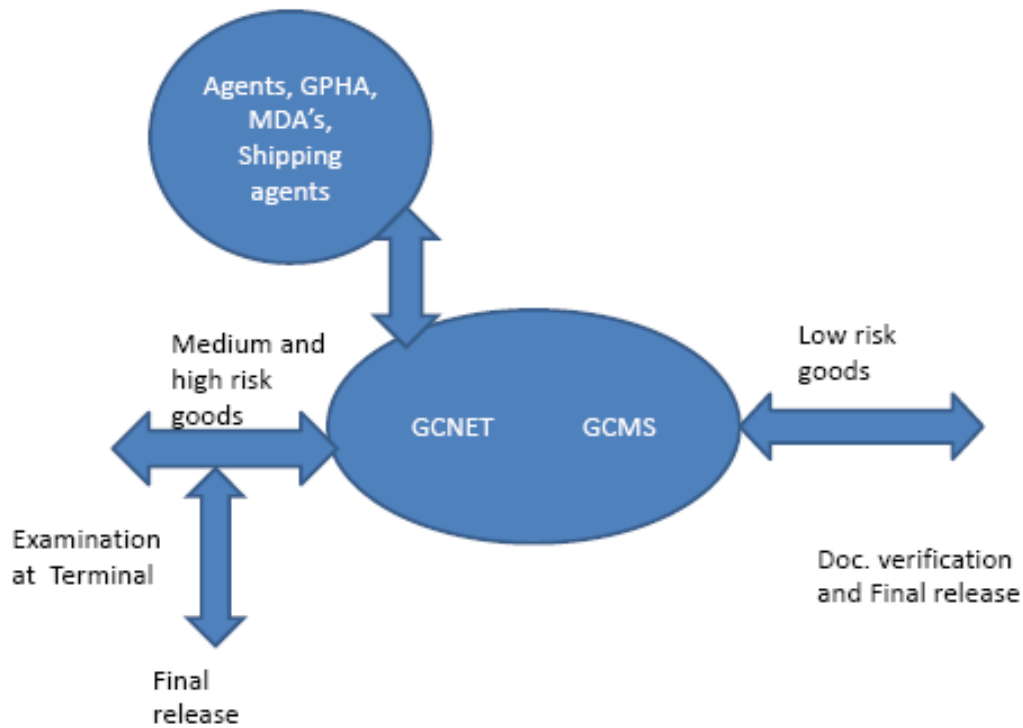 Agents, GPHA,
MDA’s,
Shipping
agents
Medium and
high risk
goods
Low risk
goods
GCNET GCMS
Examination
at Terminal
Doc. verification
and Final release
Final
release